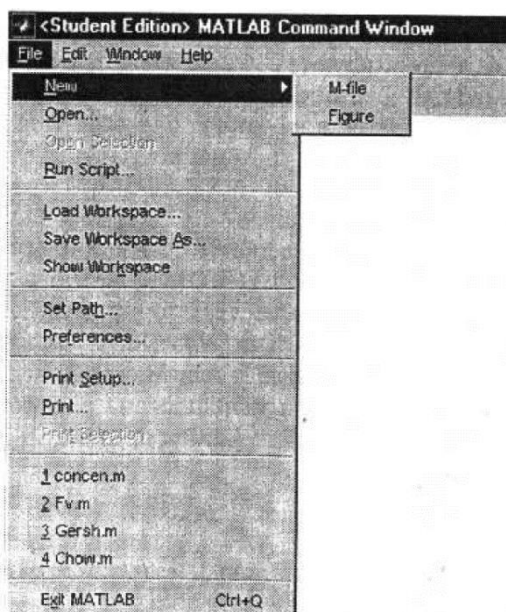 <Student Edition> MATLAB Command Window
File Edit Window Help
New
M-file
Figure
Open...
Open Selection
Run Script...
Load Workspace...
Save Workspace As...
Show Workspace
Set Path...
Preferences...
Print Setup...
Print...
Print Selection
1 concen.m
2 Fv.m
3 Gersh.m
4 Chow.m
Exit MATLAB Ctrl+Q